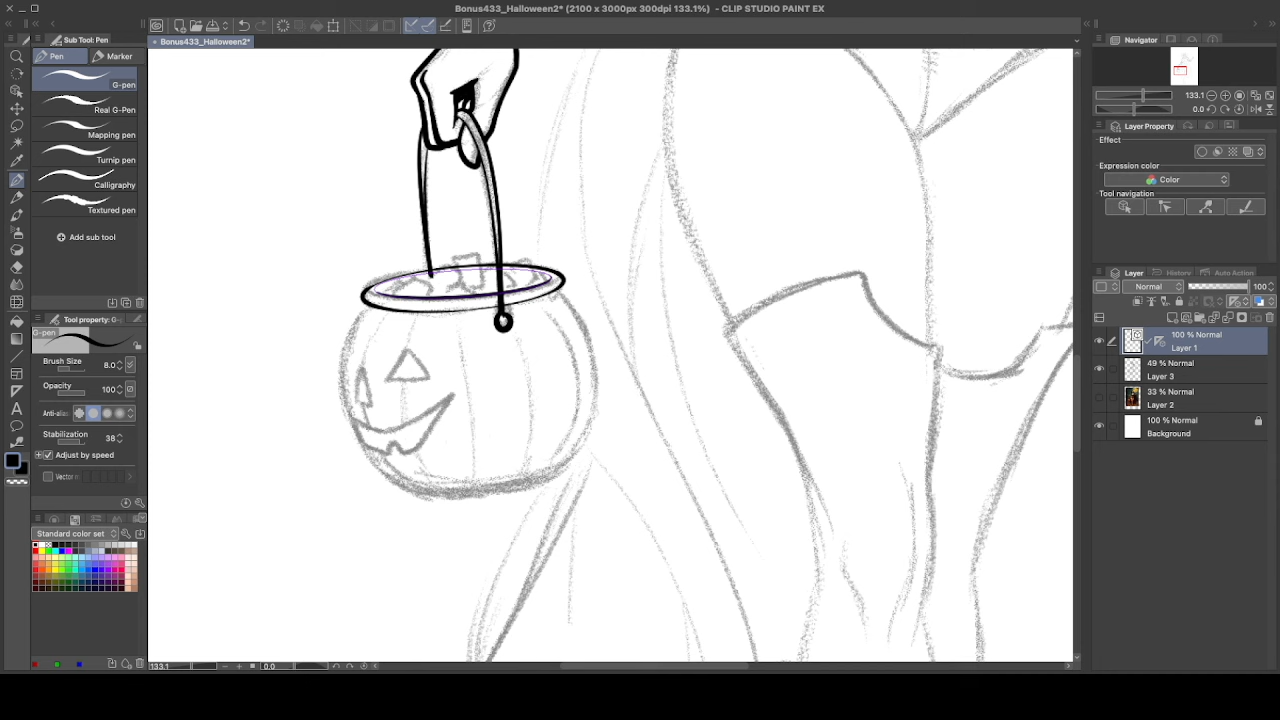 Bonus433_Halloween2* (2100 x 3000px 300dpi 133.1%) - CLIP STUDIO PAINT EX
Sub Tool: Pen
Bonus433_Halloween2*
Navigator
Pen
Marker
G-pen
Real G-Pen
Mapping pen
Turnip pen
Calligraphy
Textured pen
Add sub tool
133.1
0.0
Layer Property
Effect
Expression color
Color
Tool navigation
Layer
History
Auto Action
Normal
100
100 % Normal
Layer 1
49 % Normal
Layer 3
33 % Normal
Layer 2
100 % Normal
Background
Tool property: G-
G-pen
Brush Size
8.0
Opacity
100
Anti-alias
Stabilization
38
Adjust by speed
Vector
Standard color set
133.1
0.0